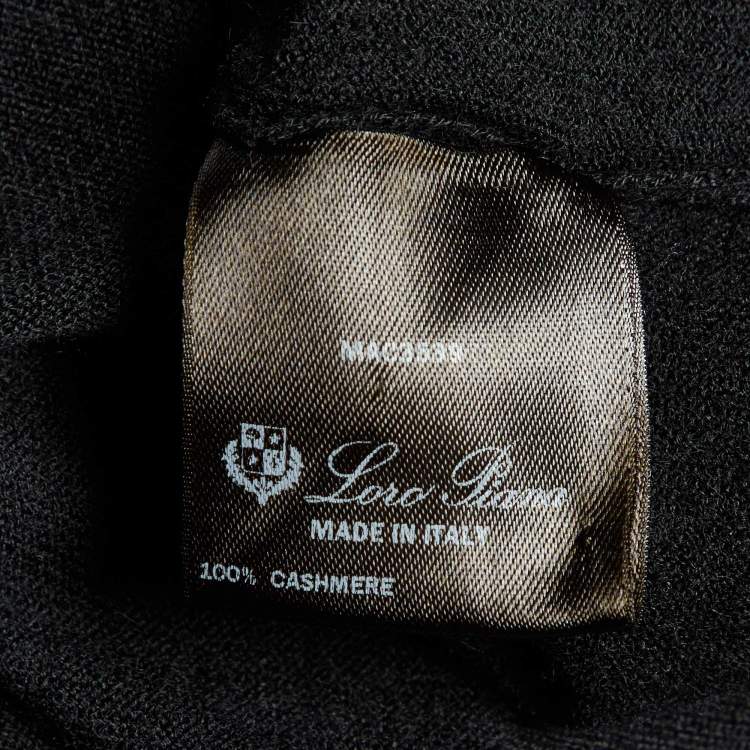 MAC3539
Loro Piana
MADE IN ITALY
100% CASHMERE